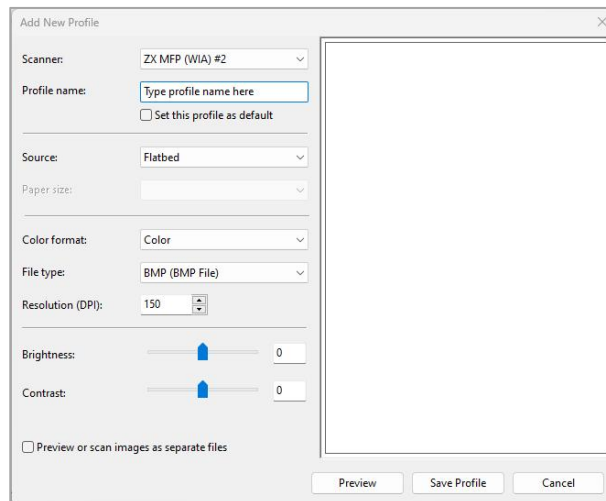 Add New Profile
Scanner: ZX MFP (WIA) #2
Profile name: Type profile name here
Set this profile as default
Source: Flatbed
Paper size:
Color format: Color
File type: BMP (BMP File)
Resolution (DPI): 150
Brightness: 0
Contrast: 0
Preview or scan images as separate files
Preview Save Profile Cancel